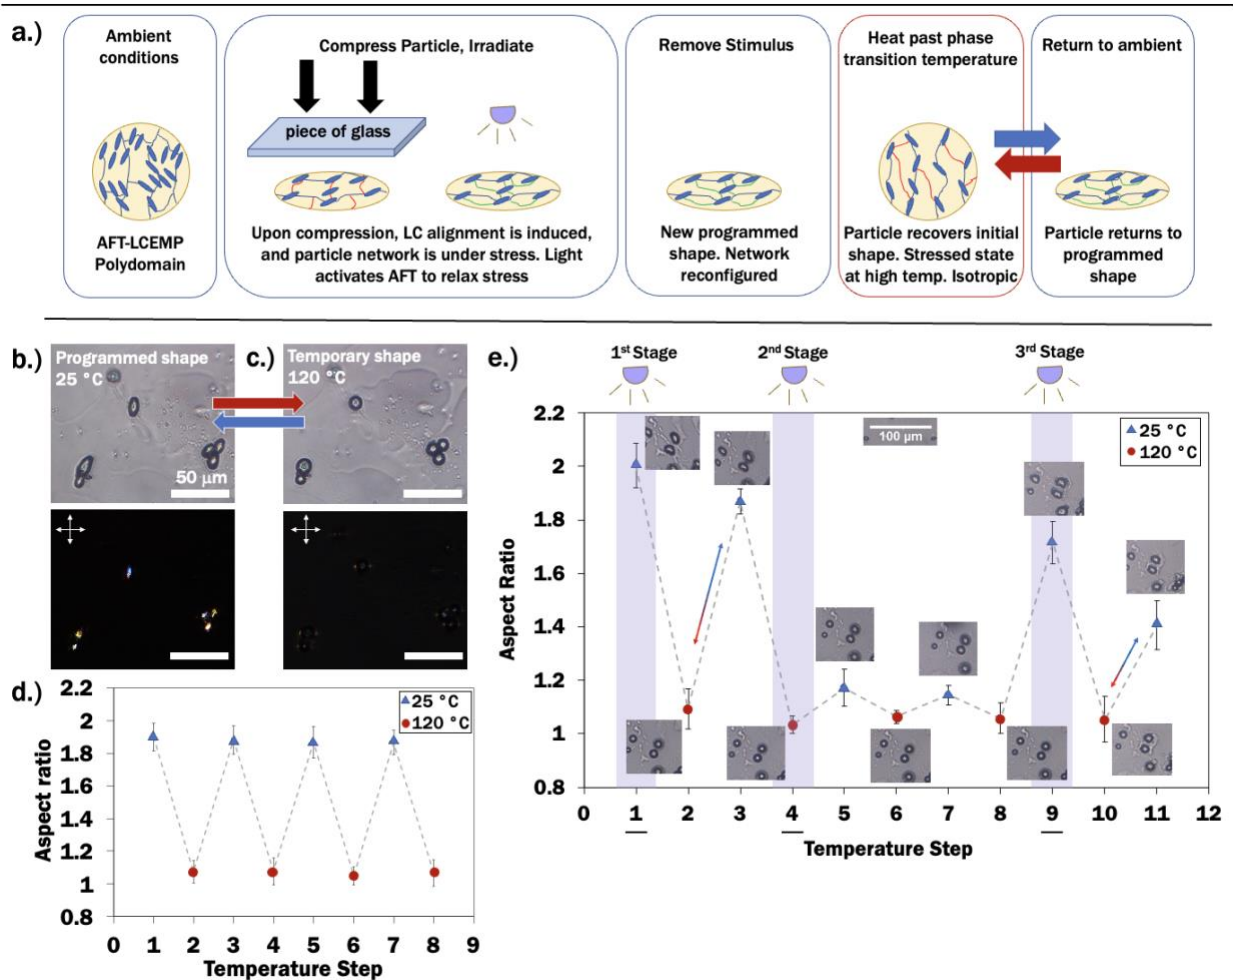 a.)
Ambient
conditions
AFT-LCEMP
Polydomain
Compress Particle, Irradiate
piece of glass
Upon compression, LC alignment is induced,
and particle network is under stress. Light
activates AFT to relax stress
Remove Stimulus
New programmed
shape. Network
reconfigured
Heat past phase
transition temperature
Particle recovers initial
shape. Stressed state
at high temp. Isotropic
Return to ambient
Particle returns to
programmed
shape
b.)
Programmed shape
25 °C
50 µm
c.)
Temporary shape
120 °C
d.)
2.2
2
1.8
1.6
1.4
1.2
1
0.8
Aspect ratio
25 °C
120 °C
0 1 2 3 4 5 6 7 8 9
Temperature Step
e.)
1st Stage
2nd Stage
3rd Stage
2.2
2
1.8
1.6
1.4
1.2
1
0.8
Aspect Ratio
100 µm
25 °C
120 °C
0 1 2 3 4 5 6 7 8 9 10 11 12
Temperature Step